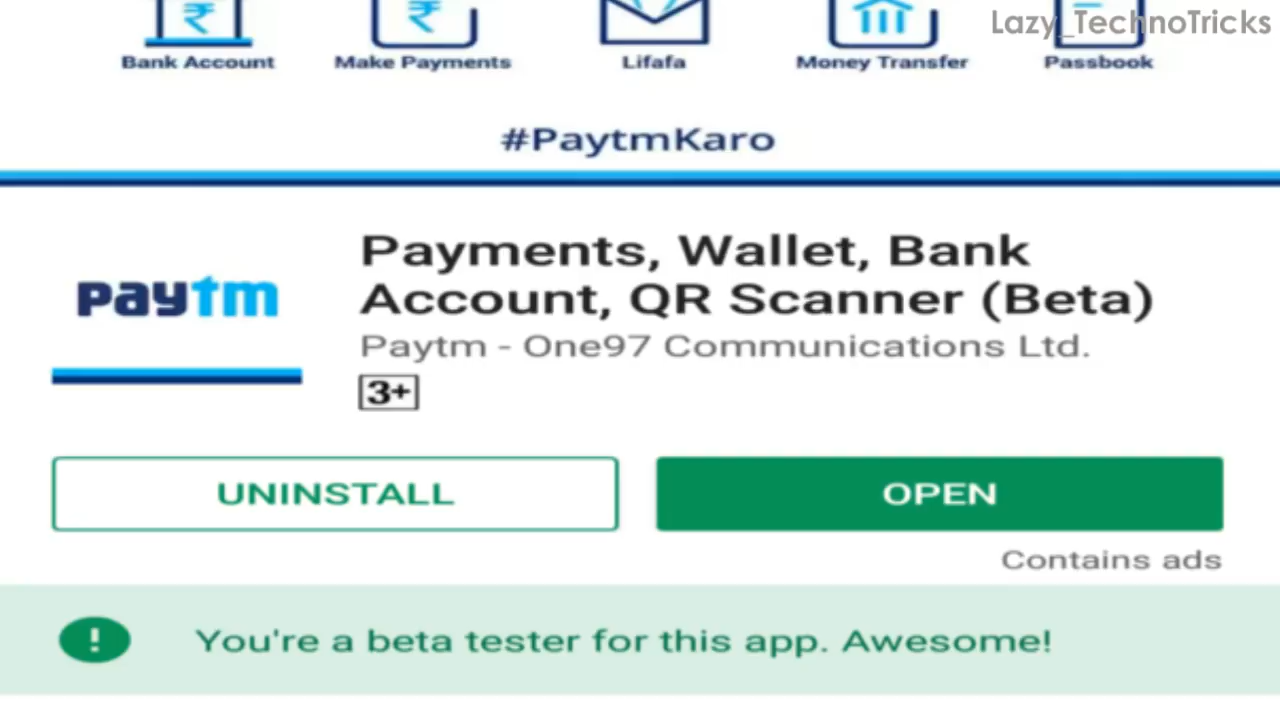 Lazy_TechnoTricks
Bank Account
Make Payments
Lifafa
Money Transfer
Passbook
#PaytmKaro
paytm
Payments, Wallet, Bank
Account, QR Scanner (Beta)
Paytm - One97 Communications Ltd.
3+
UNINSTALL
OPEN
Contains ads
You're a beta tester for this app. Awesome!